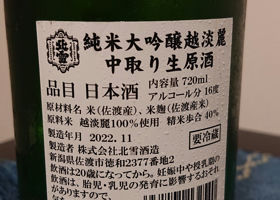 北雪
純米大吟醸越淡麗
中取り生原酒
品目 日本酒
内容量 720ml
アルコール分 16度
原材料名 米(佐渡産)、米麹(佐渡産米)
原料米 越淡麗100%使用 精米歩合 40%
製造年月 2022.11
要冷蔵
製造者 株式会社北雪酒造
新潟県佐渡市徳和2377番地2
飲酒は20歳になってから。妊娠中や授乳期の
飲酒は、胎児・乳児の発育に影響するおそれ
がありますので、